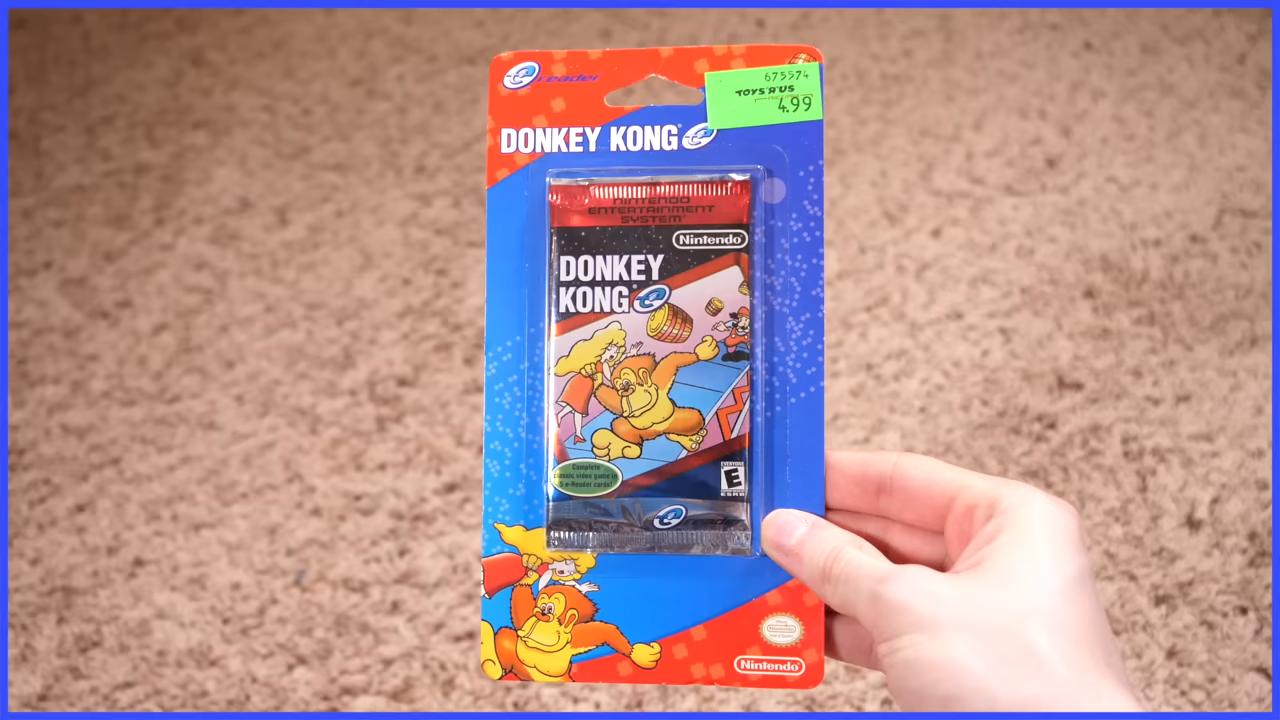 e reader
675574
TOYS"R"US
4.99
DONKEY KONG e
NINTENDO
ENTERTAINMENT
SYSTEM
Nintendo
DONKEY
KONG e
Complete
classic video game in
5 e-Reader cards!
EVERYONE
E
ESRB
e reader
Nintendo
Nintendo